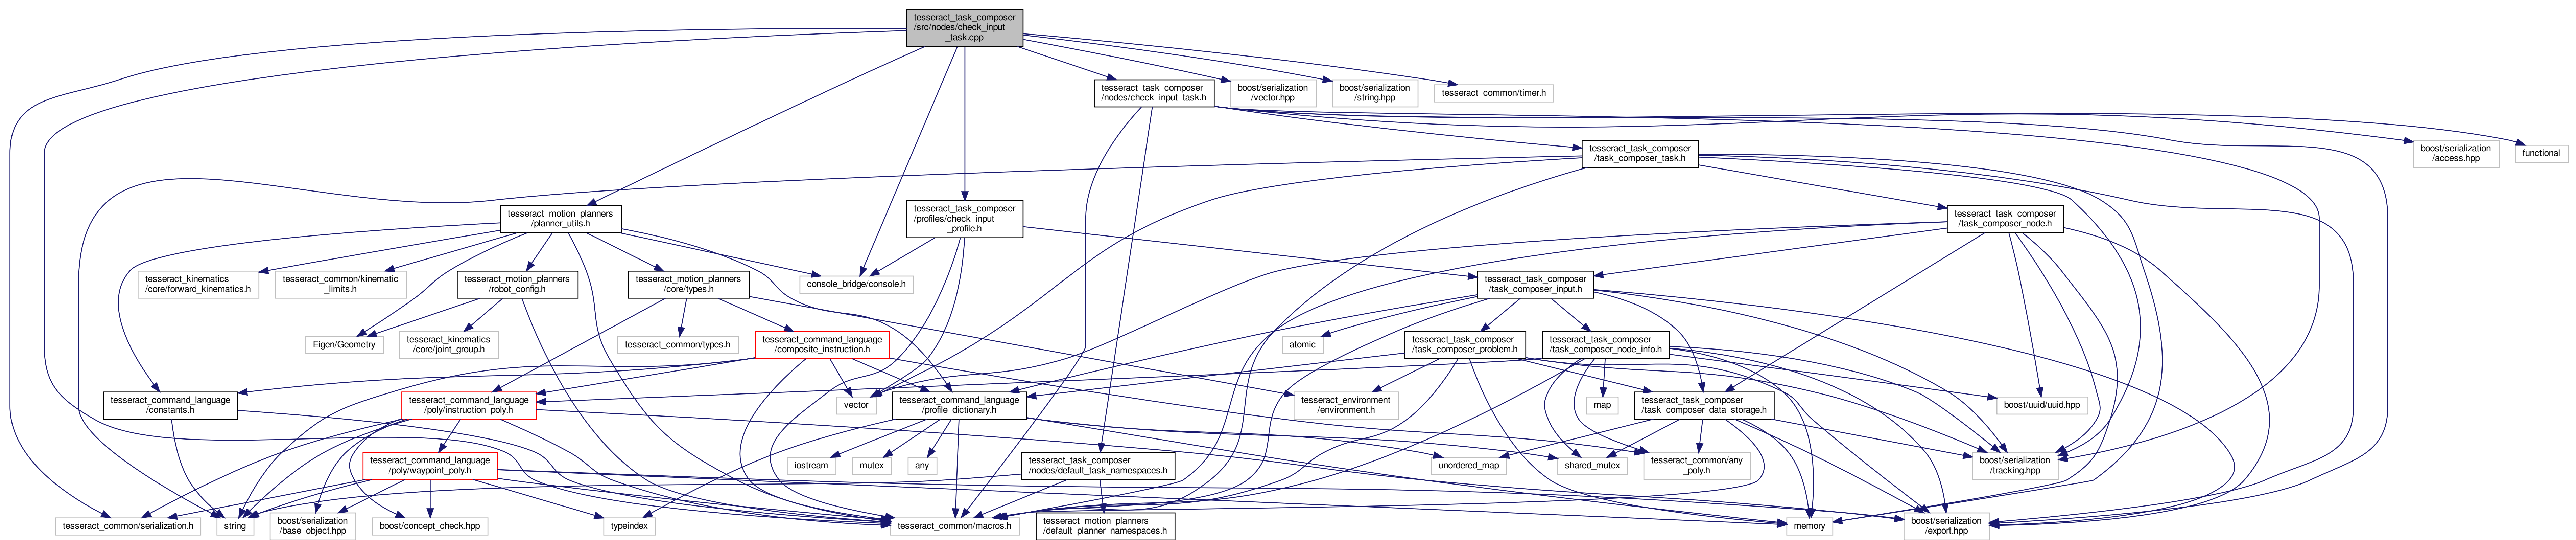 tesseract_task_composer
/src/nodes/check_input
_task.cpp
tesseract_task_composer
/nodes/check_input_task.h
boost/serialization
/vector.hpp
boost/serialization
/string.hpp
tesseract_common/timer.h
tesseract_task_composer
/task_composer_task.h
boost/serialization
/access.hpp
functional
tesseract_motion_planners
/planner_utils.h
tesseract_task_composer
/profiles/check_input
_profile.h
tesseract_task_composer
/task_composer_node.h
tesseract_kinematics
/core/forward_kinematics.h
tesseract_common/kinematic
_limits.h
tesseract_motion_planners
/robot_config.h
tesseract_motion_planners
/core/types.h
console_bridge/console.h
tesseract_task_composer
/task_composer_input.h
Eigen/Geometry
tesseract_kinematics
/core/joint_group.h
tesseract_common/types.h
tesseract_command_language
/composite_instruction.h
atomic
tesseract_task_composer
/task_composer_problem.h
tesseract_task_composer
/task_composer_node_info.h
tesseract_command_language
/constants.h
tesseract_command_language
/poly/instruction_poly.h
vector
tesseract_command_language
/profile_dictionary.h
tesseract_environment
/environment.h
map
tesseract_task_composer
/task_composer_data_storage.h
boost/uuid/uuid.hpp
tesseract_command_language
/poly/waypoint_poly.h
iostream
mutex
any
tesseract_task_composer
/nodes/default_task_namespaces.h
unordered_map
shared_mutex
tesseract_common/any
_poly.h
boost/serialization
/tracking.hpp
tesseract_common/serialization.h
string
boost/serialization
/base_object.hpp
boost/concept_check.hpp
typeindex
tesseract_common/macros.h
tesseract_motion_planners
/default_planner_namespaces.h
memory
boost/serialization
/export.hpp